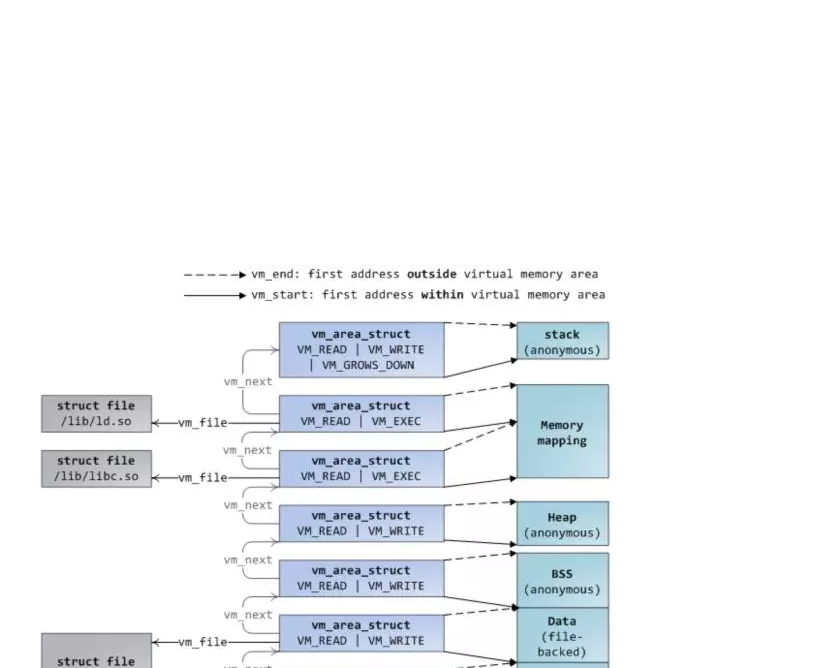 vm_end: first address outside virtual memory area
vm_start: first address within virtual memory area
vm_area_struct
VM_READ | VM_WRITE
| VM_GROWS_DOWN
stack
(anonymous)
vm_next
struct file
/lib/ld.so
vm_file
vm_area_struct
VM_READ | VM_EXEC
Memory
mapping
vm_next
struct file
/lib/libc.so
vm_file
vm_area_struct
VM_READ | VM_EXEC
vm_next
vm_area_struct
VM_READ | VM_WRITE
Heap
(anonymous)
vm_next
vm_area_struct
VM_READ | VM_WRITE
BSS
(anonymous)
vm_next
vm_area_struct
VM_READ | VM_WRITE
Data
(file-
backed)
vm_file
struct file
vm_next